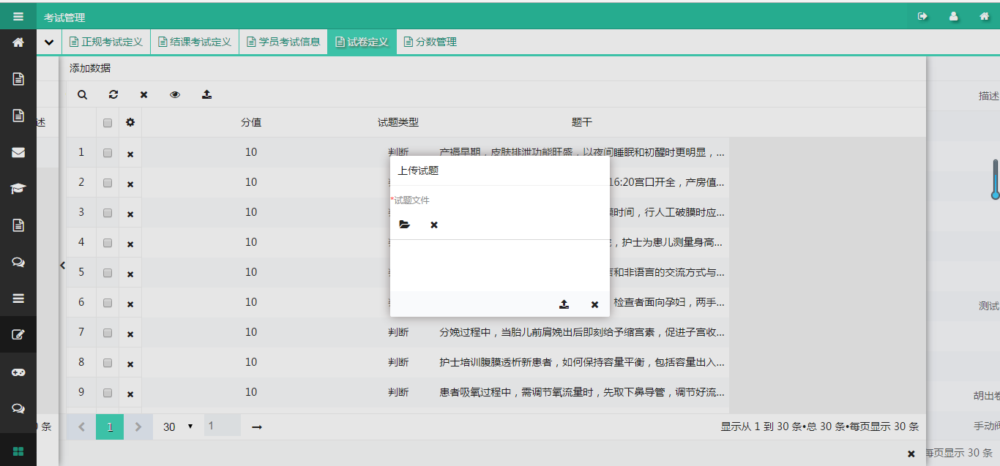 考试管理
正规考试定义 结课考试定义 学员考试信息 试卷定义 分数管理
添加数据
描述
述 分值 试题类型 题干
1 10 判断 产褥早期，皮肤排泄功能旺盛，以夜间睡眠和初醒时更明显，...
上传试题
2 10 16:20宫口开全，产房值...
*试题文件
3 10 膜时间，行人工破膜时应...
4 10 ，护士为患儿测量身高...
5 10 言和非语言的交流方式与...
6 10 检查者面向孕妇，两手...
测试
7 10 判断 分娩过程中，当胎儿前肩娩出后即刻给予缩宫素，促进子宫收...
8 10 判断 护士培训腹膜透析新患者，如何保持容量平衡，包括容量出入...
9 10 判断 患者吸氧过程中，需调节氧流量时，先取下鼻导管，调节好流...
胡出卷
条 1 30 1 显示从 1 到 30 条•总 30 条•每页显示 30 条
手动阅
每页显示 30 条